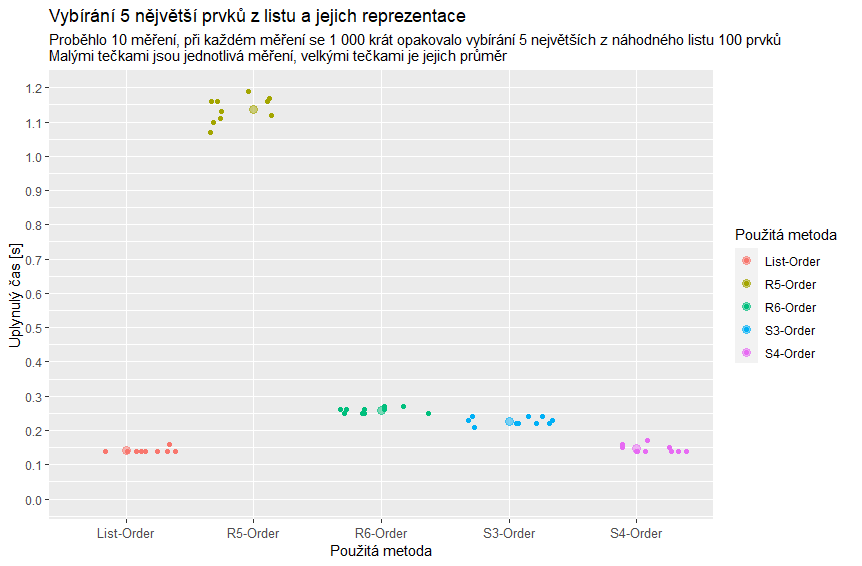 Vybírání 5 nějvětší prvků z listu a jejich reprezentace
Proběhlo 10 měření, při každém měření se 1 000 krát opakovalo vybírání 5 největších z náhodného listu 100 prvků
Malými tečkami jsou jednotlivá měření, velkými tečkami je jejich průměr
Uplynulý čas [s]
1.2
1.1
1.0
0.9
0.8
0.7
0.6
0.5
0.4
0.3
0.2
0.1
0.0
List-Order
R5-Order
R6-Order
S3-Order
S4-Order
Použitá metoda
Použitá metoda
List-Order
R5-Order
R6-Order
S3-Order
S4-Order